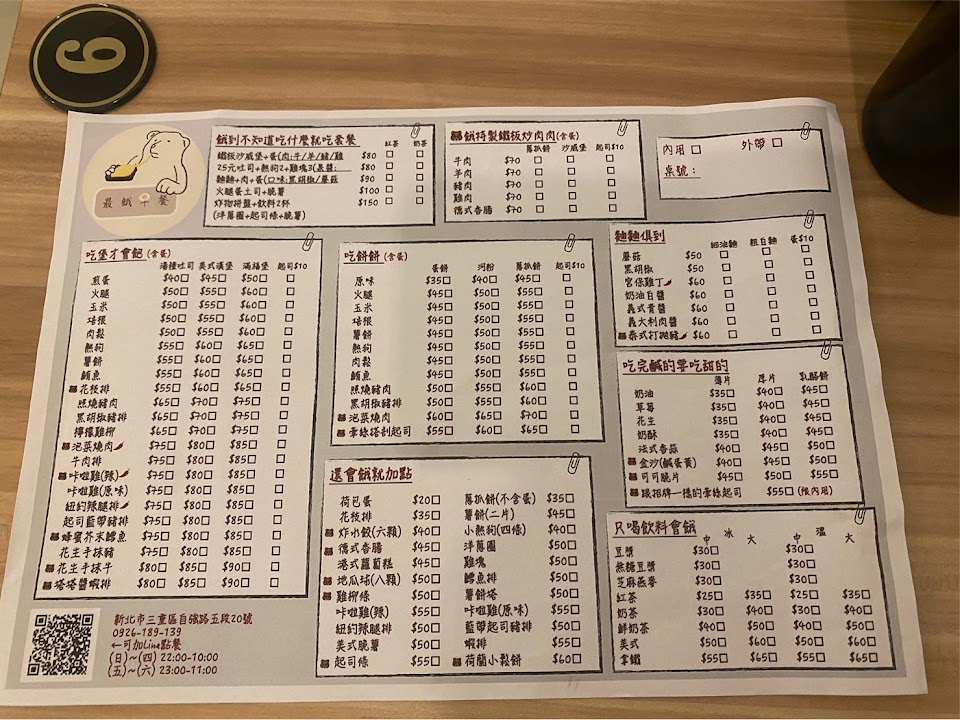 6
最餓早餐
餓到不知道吃什麼就吃套餐
紅茶 奶茶
鐵板沙威堡+蛋(肉:牛/羊/豬/雞 $80 □ □
25元吐司+熱狗2+雞塊3( $80 □ □
麵麵+肉+蛋(口味:黑胡椒/蘑菇 $90 □ □
火腿蛋土司+脆薯 $100 □ □
炸物拼盤+飲料2杯 $150 □ □
(洋蔥圈+起司條+脆薯)
餓特製鐵板炒肉肉(含蛋)
蔥抓餅 沙威堡 起司$10
牛肉 $70 □ □ □
羊肉 $70 □ □ □
豬肉 $70 □ □ □
雞肉 $70 □ □ □
德式香腸 $70 □ □ □
內用□ 外帶□
桌號:
吃堡才會飽(含蛋)
湯種吐司 美式漢堡 滿福堡 起司$10
煎蛋 $40□ $45□ $50□ □
火腿 $50□ $55□ $60□ □
玉米 $50□ $55□ $60□ □
培根 $50□ $55□ $60□ □
肉鬆 $50□ $55□ $60□ □
熱狗 $55□ $60□ $65□ □
薯餅 $55□ $60□ $65□ □
鮪魚 $55□ $60□ $65□ □
花枝排 $55□ $60□ $65□ □
照燒豬肉 $65□ $70□ $75□ □
黑胡椒豬排 $65□ $70□ $75□ □
檸檬雞柳 $65□ $70□ $75□ □
泡菜燒肉 $75□ $80□ $85□ □
牛肉排 $75□ $80□ $85□ □
咔啦雞(辣) $75□ $80□ $85□ □
咔啦雞(原味) $75□ $80□ $85□ □
紐約辣腿排 $75□ $80□ $85□ □
起司藍帶豬排 $75□ $80□ $85□ □
蜂蜜芥末鱈魚 $75□ $80□ $85□ □
花生手抹豬 $75□ $80□ $85□ □
花生手抹牛 $80□ $85□ $90□ □
塔塔醬蝦排 $80□ $85□ $90□ □
吃餅餅(含蛋)
蛋餅 河粉 蔥抓餅 起司$10
原味 $35□ $40□ $45□ □
火腿 $45□ $50□ $55□ □
玉米 $45□ $50□ $55□ □
培根 $45□ $50□ $55□ □
薯餅 $45□ $50□ $55□ □
熱狗 $45□ $50□ $55□ □
肉鬆 $45□ $50□ $55□ □
鮪魚 $45□ $50□ $55□ □
照燒豬肉 $50□ $55□ $60□ □
黑胡椒豬排 $50□ $55□ $60□ □
泡菜燒肉 $60□ $65□ $70□ □
牽絲塔剎起司 $55□ $60□ $65□ □
麵麵俱到
細油麵 粗白麵 蛋$10
蘑菇 $50 □ □ □
黑胡椒 $50 □ □ □
宮保雞丁 $60 □ □ □
奶油白醬 $60 □ □ □
義式青醬 $60 □ □ □
義大利肉醬 $60 □ □ □
泰式打拋豬 $60 □ □ □
吃完鹹的要吃甜的
薄片 厚片 乳酪餅
奶油 $35□ $40□ $45□
草莓 $35□ $40□ $45□
花生 $35□ $40□ $45□
奶酥 $35□ $40□ $45□
法式香蒜 $40□ $45□ $50□
金沙(鹹蛋黃) $40□ $45□ $50□
可可脆片 $45□ $50□ $55□
跟招牌一樣的牽絲起司 $55□ (限內用)
還會餓就加點
荷包蛋 $20□ 蔥抓餅(不含蛋) $35□
花枝排 $35□ 薯餅(二片) $45□
炸水餃(六顆) $40□ 小熱狗(四條) $40□
德式香腸 $45□ 洋蔥圈 $50□
港式蘿蔔糕 $45□ 雞塊 $50□
地瓜球(八顆) $50□ 鱈魚排 $50□
雞柳條 $50□ 薯餅塔 $50□
咔啦雞(辣) $55□ 咔啦雞(原味) $55□
紐約辣腿排 $50□ 藍帶起司豬排 $50□
美式脆薯 $50□ 蝦排 $55□
起司條 $55□ 荷蘭小鬆餅 $60□
只喝飲料會餓
冰 溫
中 大 中 大
豆漿 $30□ $30□
無糖豆漿 $30□ $30□
芝麻燕麥 $30□ $30□
紅茶 $25□ $35□ $25□ $35□
奶茶 $30□ $40□ $30□ $40□
鮮奶茶 $40□ $50□ $40□ $50□
美式 $50□ $60□ $50□ $60□
拿鐵 $55□ $65□ $55□ $65□
新北市三重區自強路五段20號
0926-189-139
←可加Line點餐
(日)~(四) 22:00-10:00
(五)~(六) 23:00-11:00